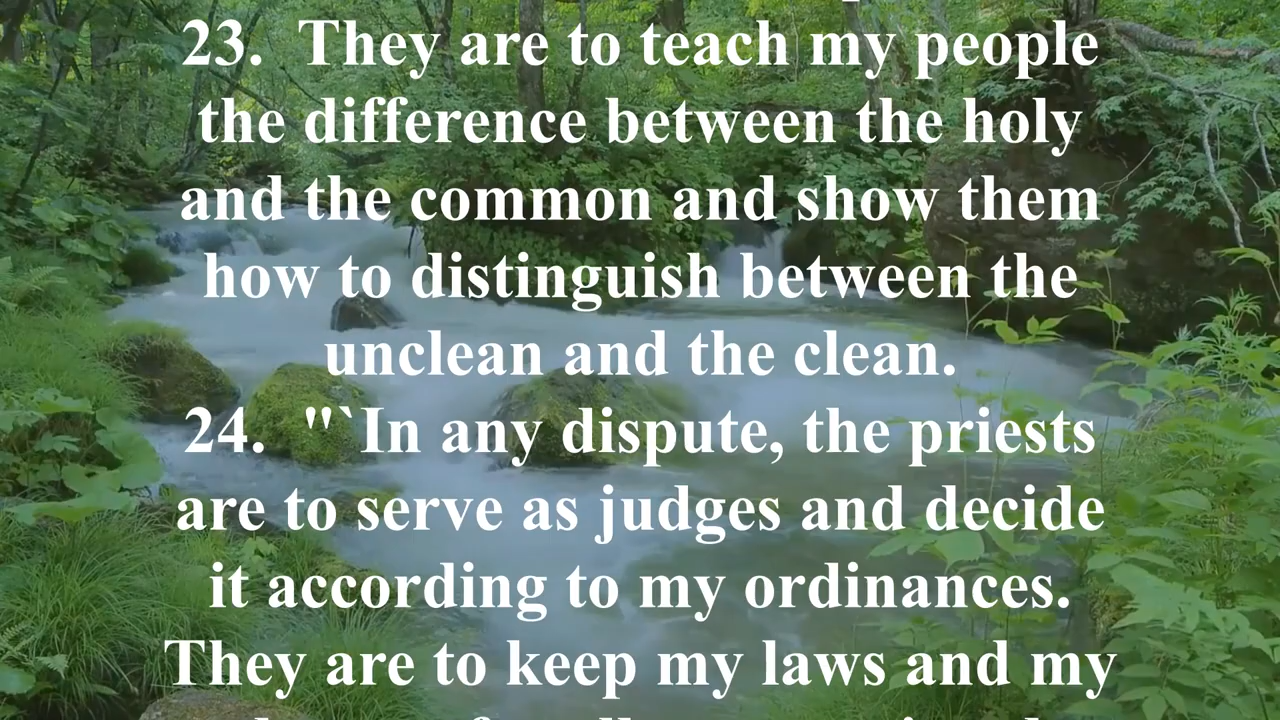 23.  They are to teach my people
the difference between the holy
and the common and show them
how to distinguish between the
unclean and the clean.
24.  "`In any dispute, the priests
are to serve as judges and decide
it according to my ordinances.
They are to keep my laws and my